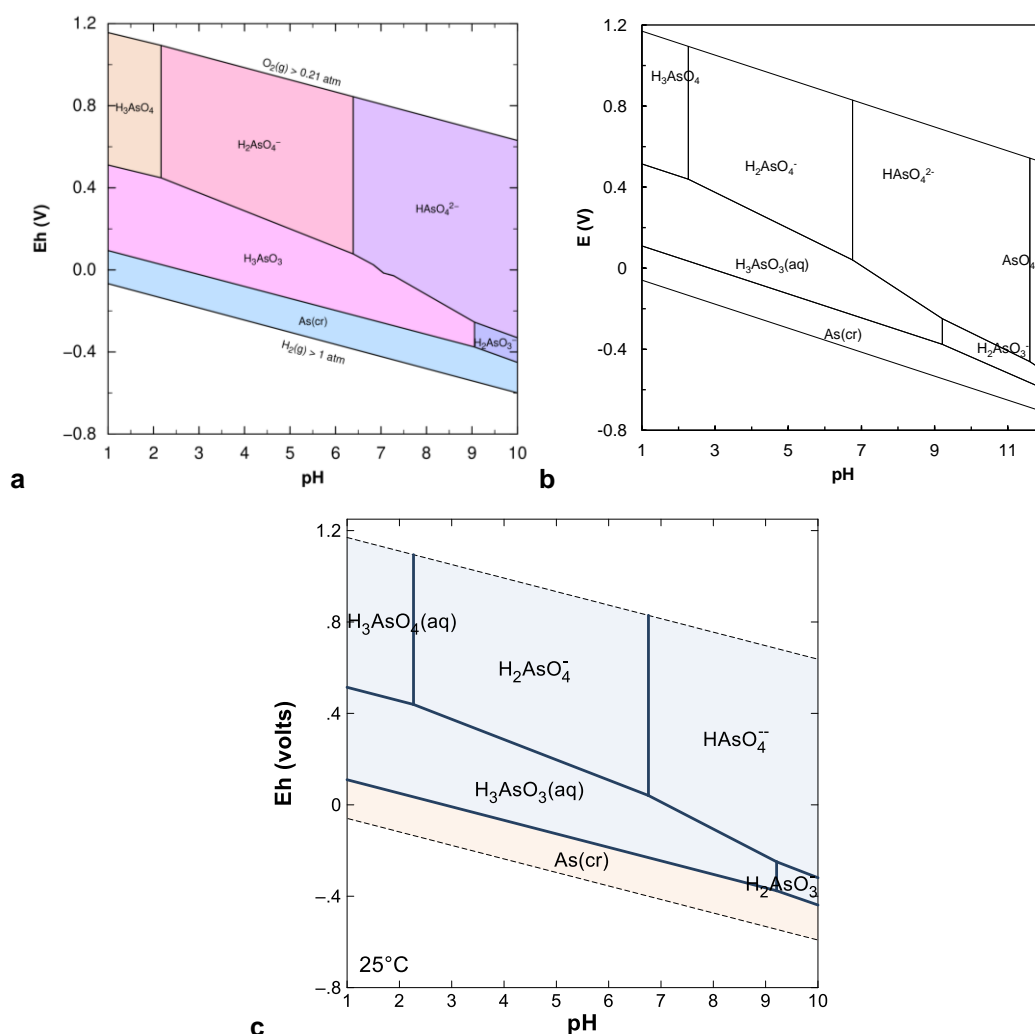 1.2
0.8
0.4
0.0
−0.4
−0.8
Eh (V)
O₂(g) > 0.21 atm
H₃AsO₄
H₂AsO₄⁻
HAsO₄²⁻
H₃AsO₃
As(cr)
H₂AsO₃⁻
H₂(g) > 1 atm
1 2 3 4 5 6 7 8 9 10
pH
a
1.2
0.8
0.4
0
-0.4
-0.8
E (V)
H₃AsO₄
H₂AsO₄⁻
HAsO₄²⁻
AsO₄
H₃AsO₃(aq)
As(cr)
H₂AsO₃⁻
1 3 5 7 9 11
pH
b
1.2
.8
.4
0
-.4
-.8
Eh (volts)
H₃AsO₄(aq)
H₂AsO₄⁻
HAsO₄⁻⁻
H₃AsO₃(aq)
As(cr)
H₂AsO₃⁻
25°C
1 2 3 4 5 6 7 8 9 10
pH
c